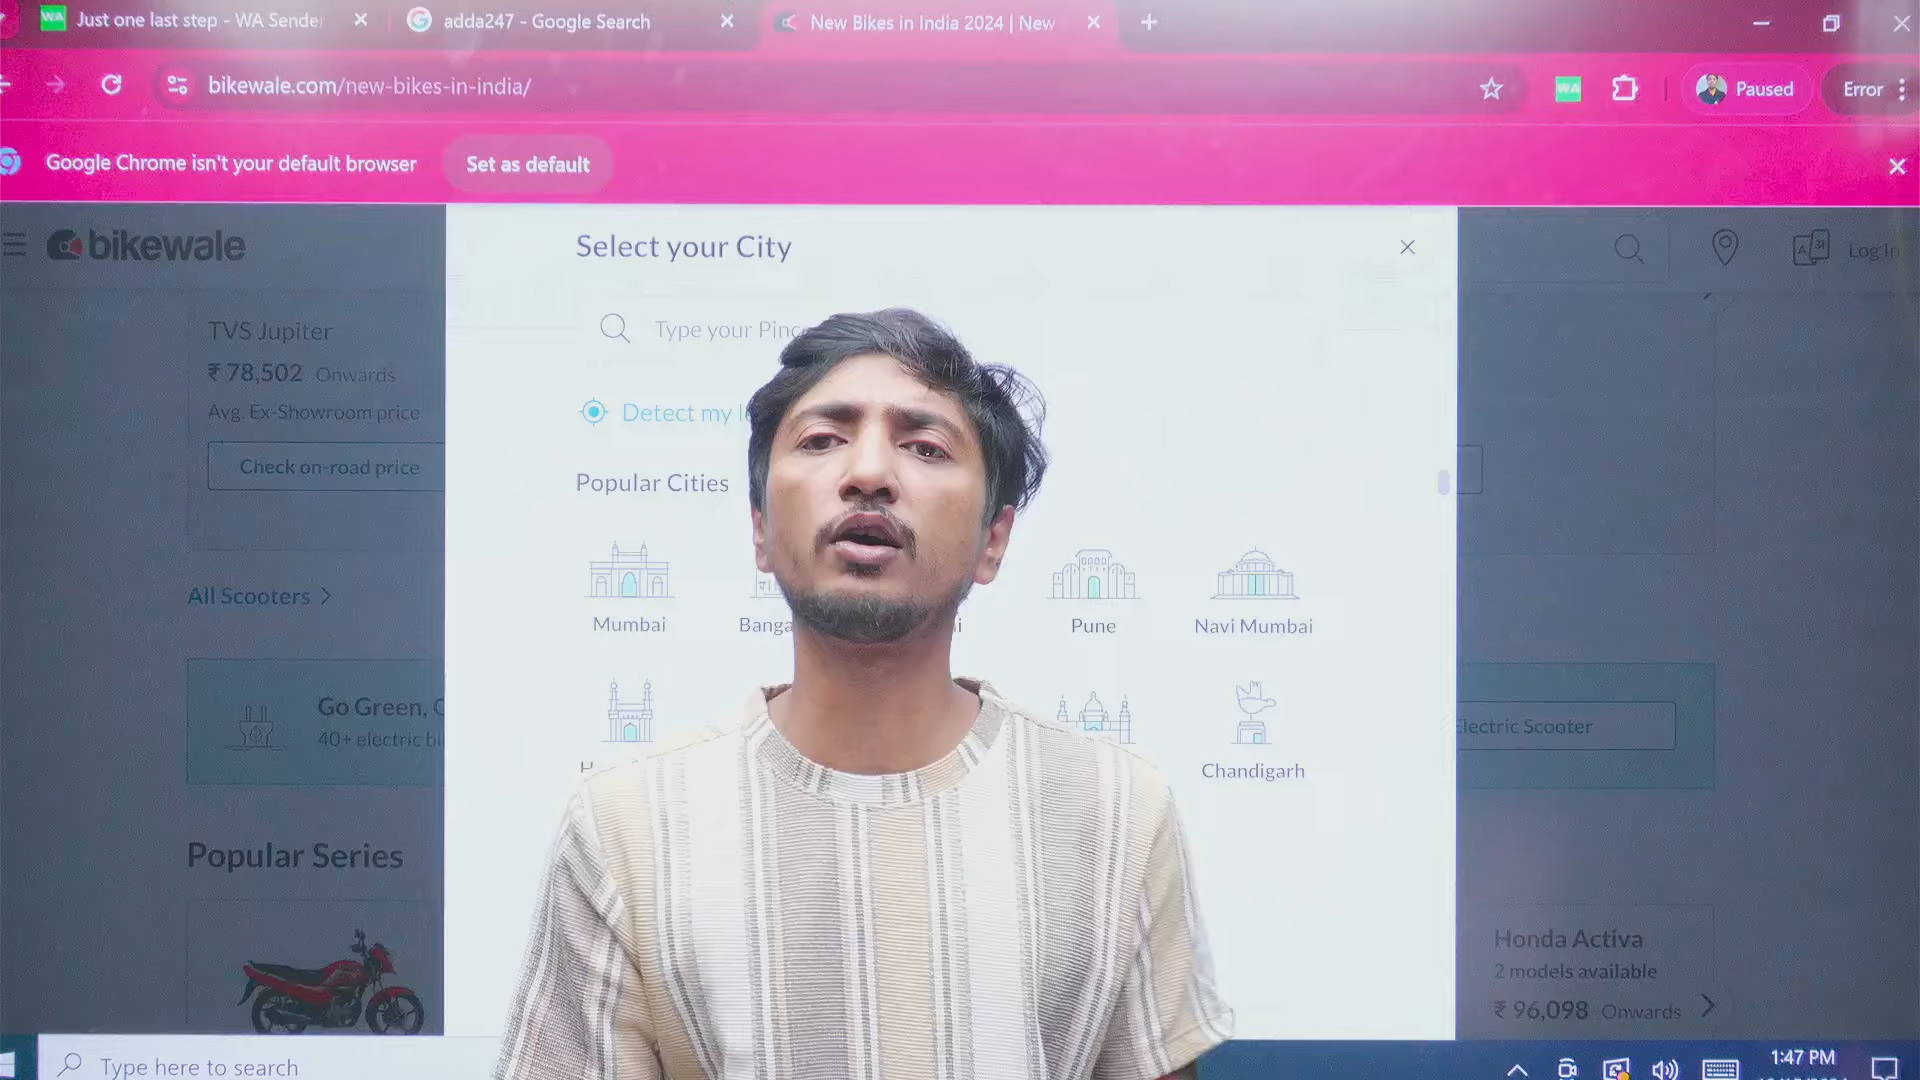 Just one last step - WA Sender
adda247 - Google Search
New Bikes in India 2024 | New
bikewale.com/new-bikes-in-india/
WA
Paused
Error
Google Chrome isn't your default browser
Set as default
bikewale
Log In
Select your City
TVS Jupiter
₹ 78,502 Onwards
Avg. Ex-Showroom price
Check on-road price
Type your
Detect my
Popular Cities
Mumbai
Pune
Navi Mumbai
All Scooters
Go Green,
40+ electric
Electric Scooter
Chandigarh
Popular Series
Honda Activa
2 models available
₹ 96,098 Onwards
Type here to search
1:47 PM